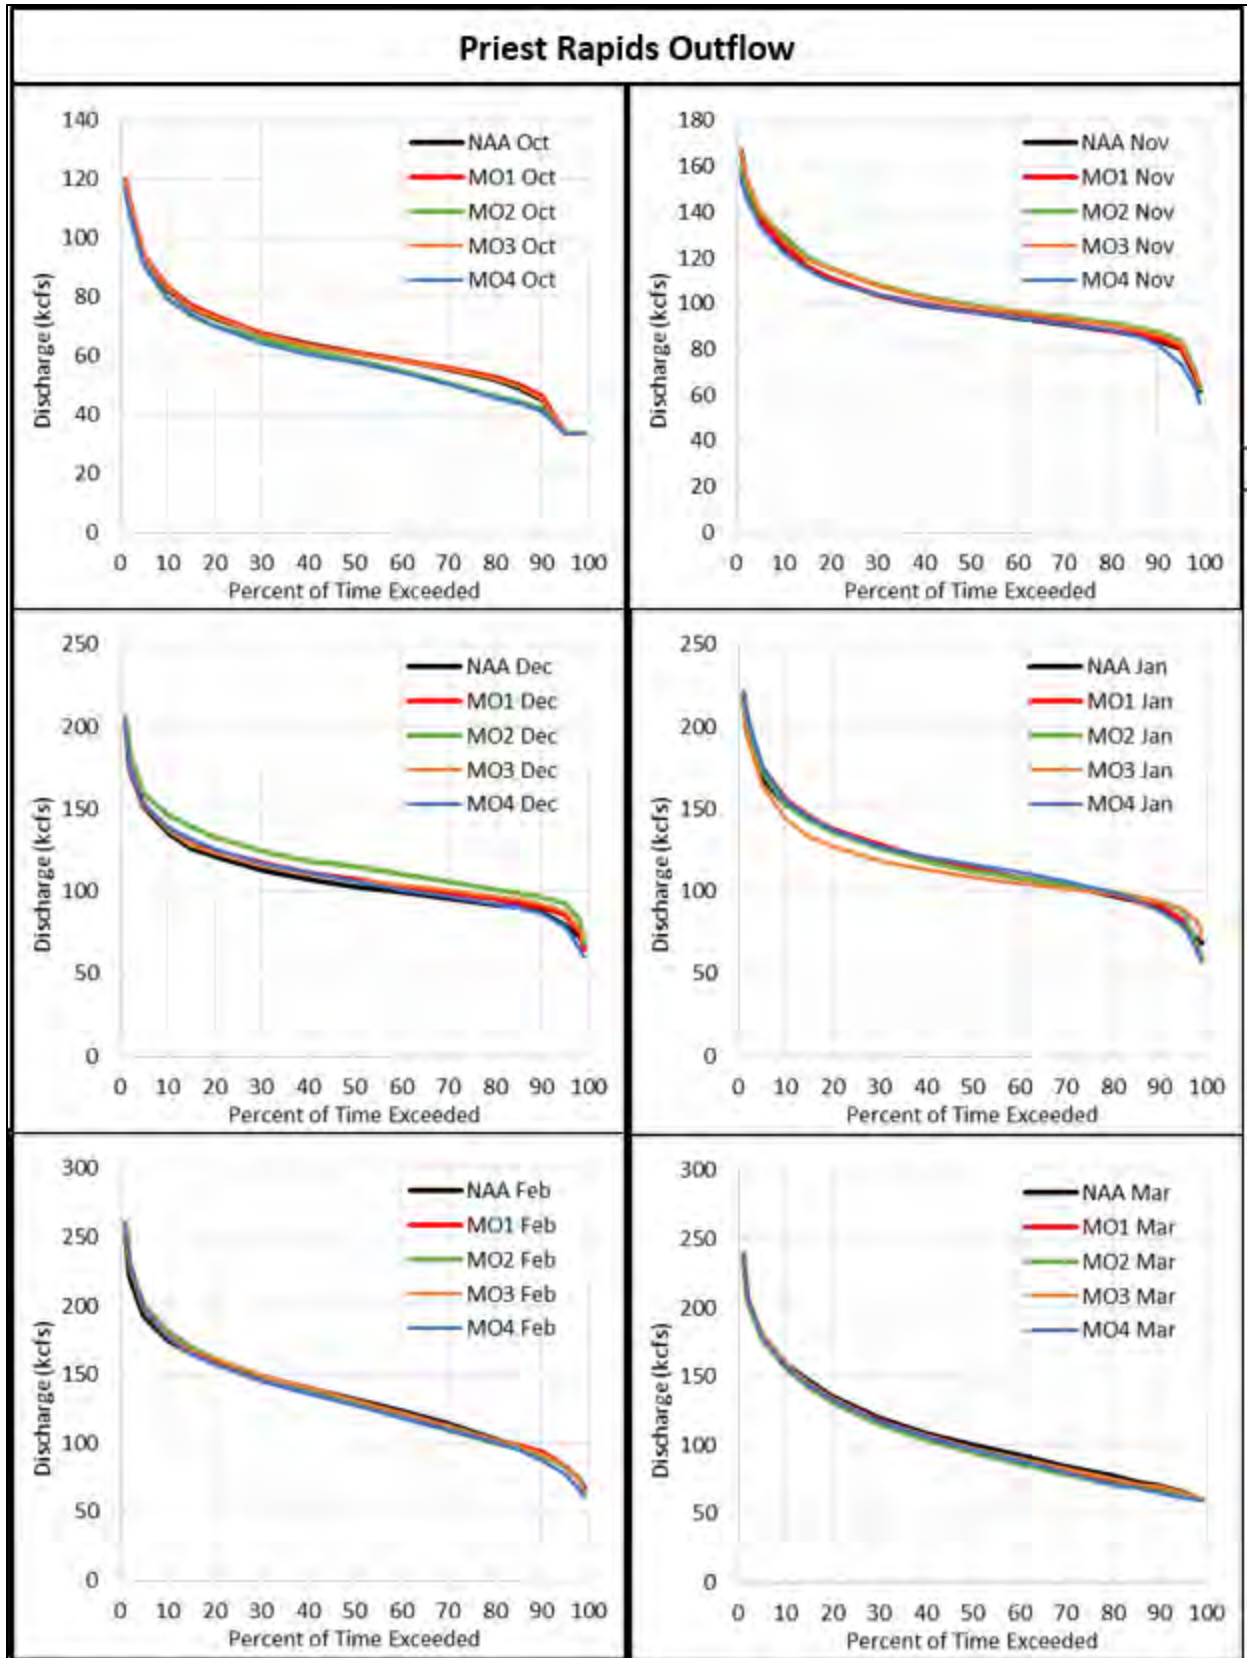 Priest Rapids Outflow
140
120
100
80
60
40
20
0
Discharge (kcfs)
NAA Oct
MO1 Oct
MO2 Oct
MO3 Oct
MO4 Oct
0 10 20 30 40 50 60 70 80 90 100
Percent of Time Exceeded
180
160
140
120
100
80
60
40
20
0
Discharge (kcfs)
NAA Nov
MO1 Nov
MO2 Nov
MO3 Nov
MO4 Nov
0 10 20 30 40 50 60 70 80 90 100
Percent of Time Exceeded
250
200
150
100
50
0
Discharge (kcfs)
NAA Dec
MO1 Dec
MO2 Dec
MO3 Dec
MO4 Dec
0 10 20 30 40 50 60 70 80 90 100
Percent of Time Exceeded
250
200
150
100
50
0
Discharge (kcfs)
NAA Jan
MO1 Jan
MO2 Jan
MO3 Jan
MO4 Jan
0 10 20 30 40 50 60 70 80 90 100
Percent of Time Exceeded
300
250
200
150
100
50
0
Discharge (kcfs)
NAA Feb
MO1 Feb
MO2 Feb
MO3 Feb
MO4 Feb
0 10 20 30 40 50 60 70 80 90 100
Percent of Time Exceeded
300
250
200
150
100
50
0
Discharge (kcfs)
NAA Mar
MO1 Mar
MO2 Mar
MO3 Mar
MO4 Mar
0 10 20 30 40 50 60 70 80 90 100
Percent of Time Exceeded